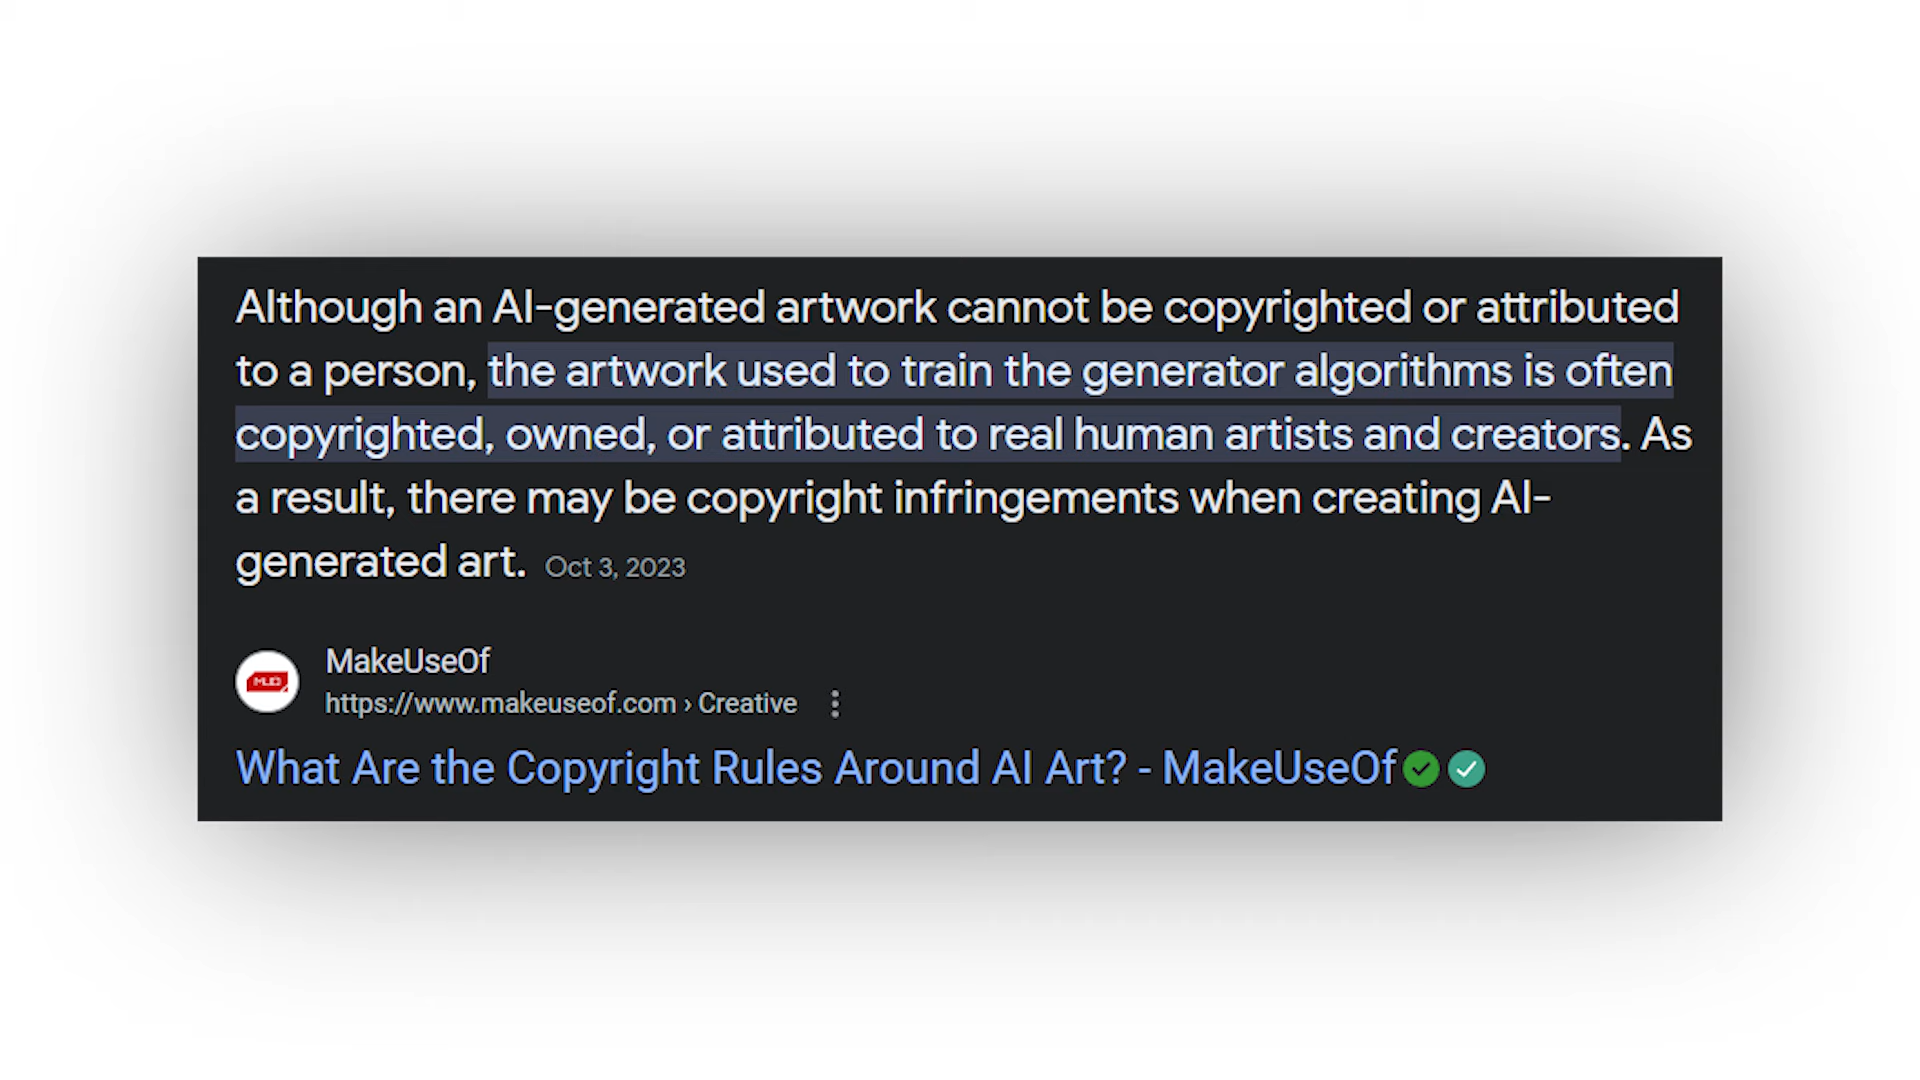 Although an AI-generated artwork cannot be copyrighted or attributed
to a person, the artwork used to train the generator algorithms is often
copyrighted, owned, or attributed to real human artists and creators. As
a result, there may be copyright infringements when creating AI-
generated art. Oct 3, 2023
MUO
MakeUseOf
https://www.makeuseof.com › Creative
What Are the Copyright Rules Around AI Art? - MakeUseOf